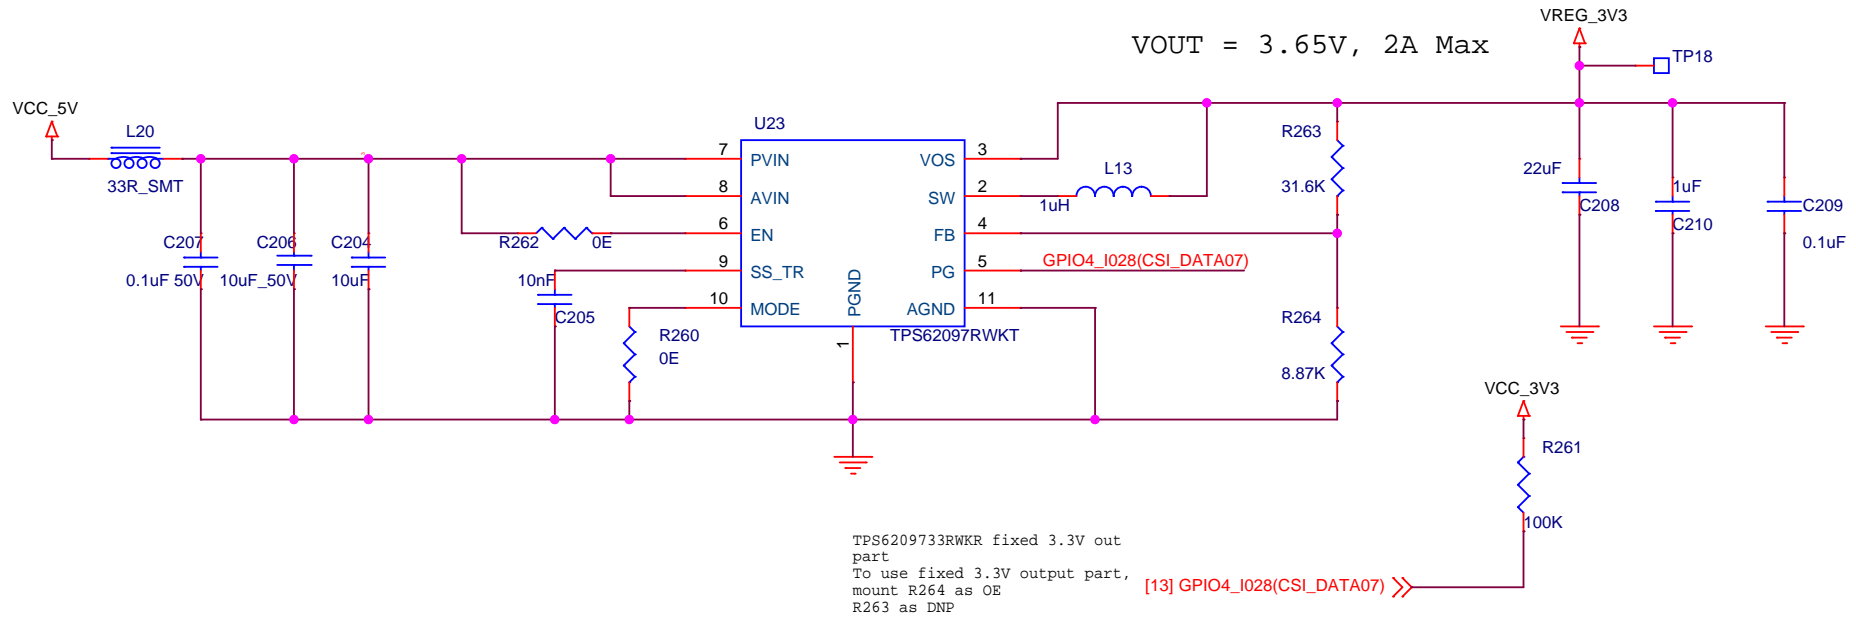 VREG_3V3
VOUT = 3.65V, 2A Max
TP18
VCC_5V
L20
33R_SMT
U23
7 PVIN
8 AVIN
6 EN
9 SS_TR
10 MODE
PGND
1
VOS 3
SW 2
FB 4
PG 5
AGND 11
TPS62097RWKT
L13
1uH
R263
31.6K
22uF
C208
1uF
C210
C209
0.1uF
C207
0.1uF 50V
C206
10uF_50V
C204
10uF
R262
0E
10nF
C205
R260
0E
GPIO4_I028(CSI_DATA07)
R264
8.87K
VCC_3V3
R261
100K
TPS6209733RWKR fixed 3.3V out
part
To use fixed 3.3V output part,
mount R264 as OE
R263 as DNP
[13] GPIO4_I028(CSI_DATA07)